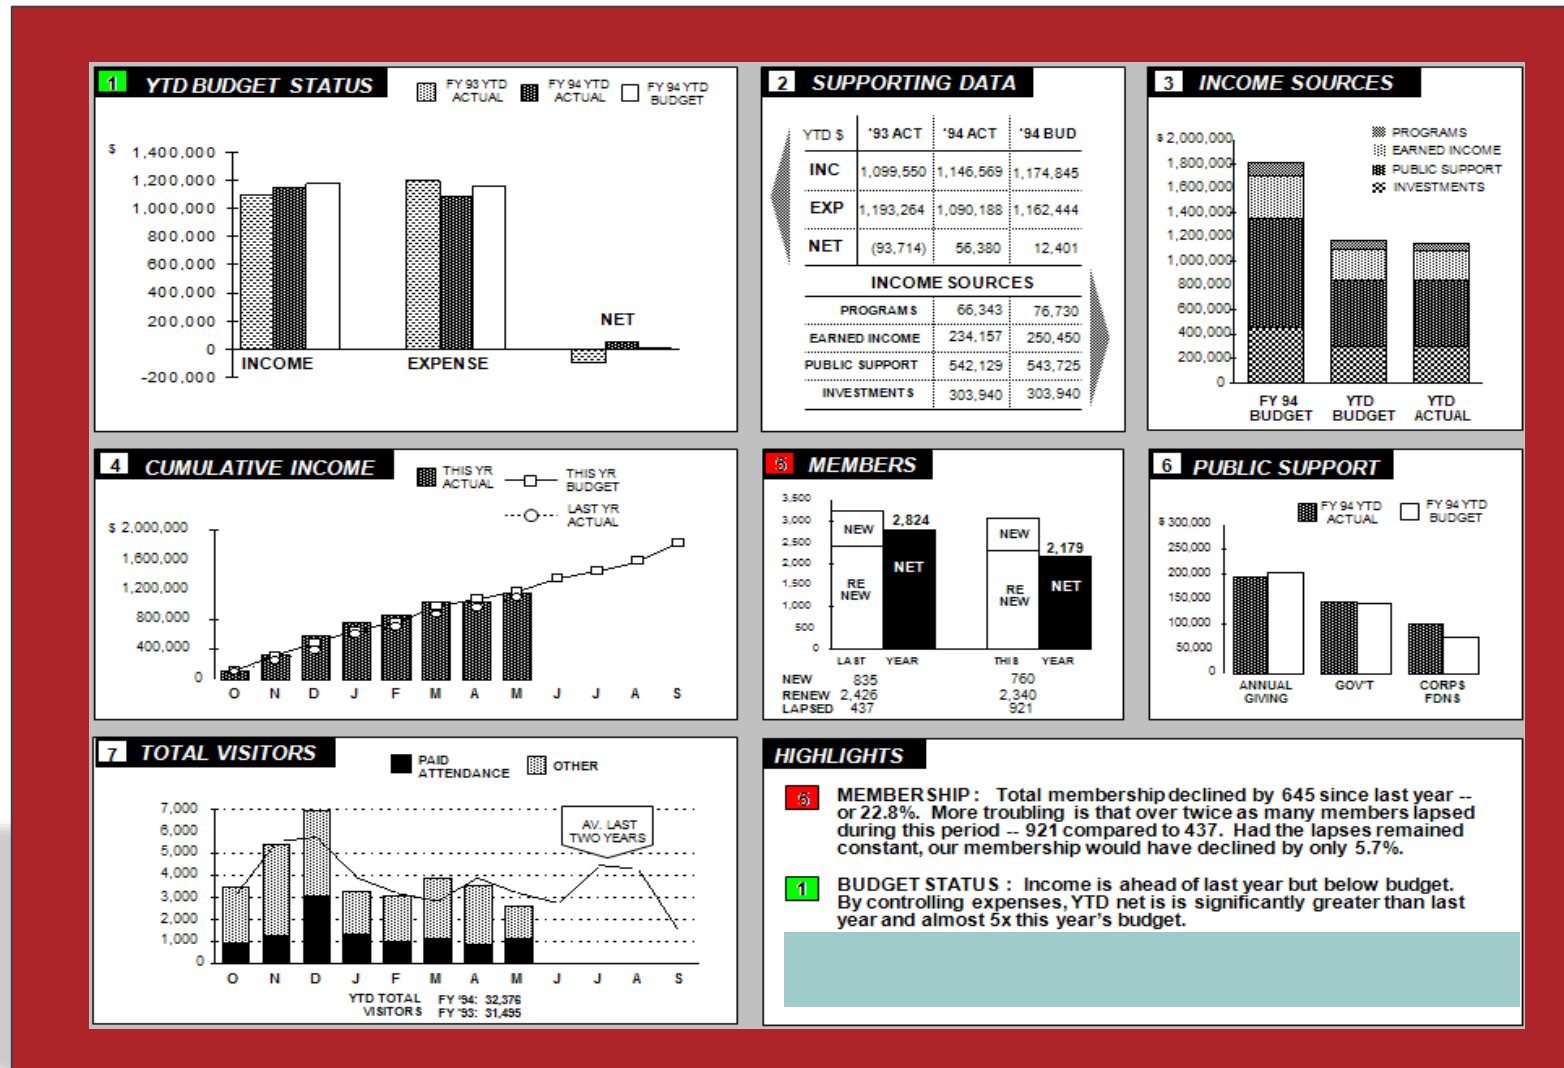 1 YTD BUDGET STATUS
FY 93 YTD ACTUAL
FY 94 YTD ACTUAL
FY 94 YTD BUDGET
$ 1,400,000
1,200,000
1,000,000
800,000
600,000
400,000
200,000
0
-200,000
INCOME
EXPENSE
NET
2 SUPPORTING DATA
YTD $ '93 ACT '94 ACT '94 BUD
INC 1,099,550 1,146,569 1,174,845
EXP 1,193,264 1,090,188 1,162,444
NET (93,714) 56,380 12,401
INCOME SOURCES
PROGRAMS 66,343 76,730
EARNED INCOME 234,157 250,450
PUBLIC SUPPORT 542,129 543,725
INVESTMENTS 303,940 303,940
3 INCOME SOURCES
PROGRAMS
EARNED INCOME
PUBLIC SUPPORT
INVESTMENTS
$ 2,000,000
1,800,000
1,600,000
1,400,000
1,200,000
1,000,000
800,000
600,000
400,000
200,000
0
FY 94 YTD YTD
BUDGET BUDGET ACTUAL
4 CUMULATIVE INCOME
THIS YR ACTUAL
THIS YR BUDGET
LAST YR ACTUAL
$ 2,000,000
1,600,000
1,200,000
800,000
400,000
0
O N D J F M A M J J A S
5 MEMBERS
3,500
3,000
2,500
2,000
1,500
1,000
500
0
NEW 2,824
RE NEW
NET
NEW 2,179
RE NEW
NET
LAST YEAR THIS YEAR
NEW 835 760
RENEW 2,426 2,340
LAPSED 437 921
6 PUBLIC SUPPORT
FY 94 YTD ACTUAL
FY 94 YTD BUDGET
$ 300,000
250,000
200,000
150,000
100,000
50,000
0
ANNUAL GOV'T CORPS
GIVING FDNS
7 TOTAL VISITORS
PAID ATTENDANCE
OTHER
7,000
6,000
5,000
4,000
3,000
2,000
1,000
0
AV. LAST
TWO YEARS
O N D J F M A M J J A S
YTD TOTAL FY '94: 32,376
VISITORS FY '93: 31,495
HIGHLIGHTS
5 MEMBERSHIP : Total membership declined by 645 since last year --
or 22.8%. More troubling is that over twice as many members lapsed
during this period -- 921 compared to 437. Had the lapses remained
constant, our membership would have declined by only 5.7%.
1 BUDGET STATUS : Income is ahead of last year but below budget.
By controlling expenses, YTD net is is significantly greater than last
year and almost 5x this year's budget.